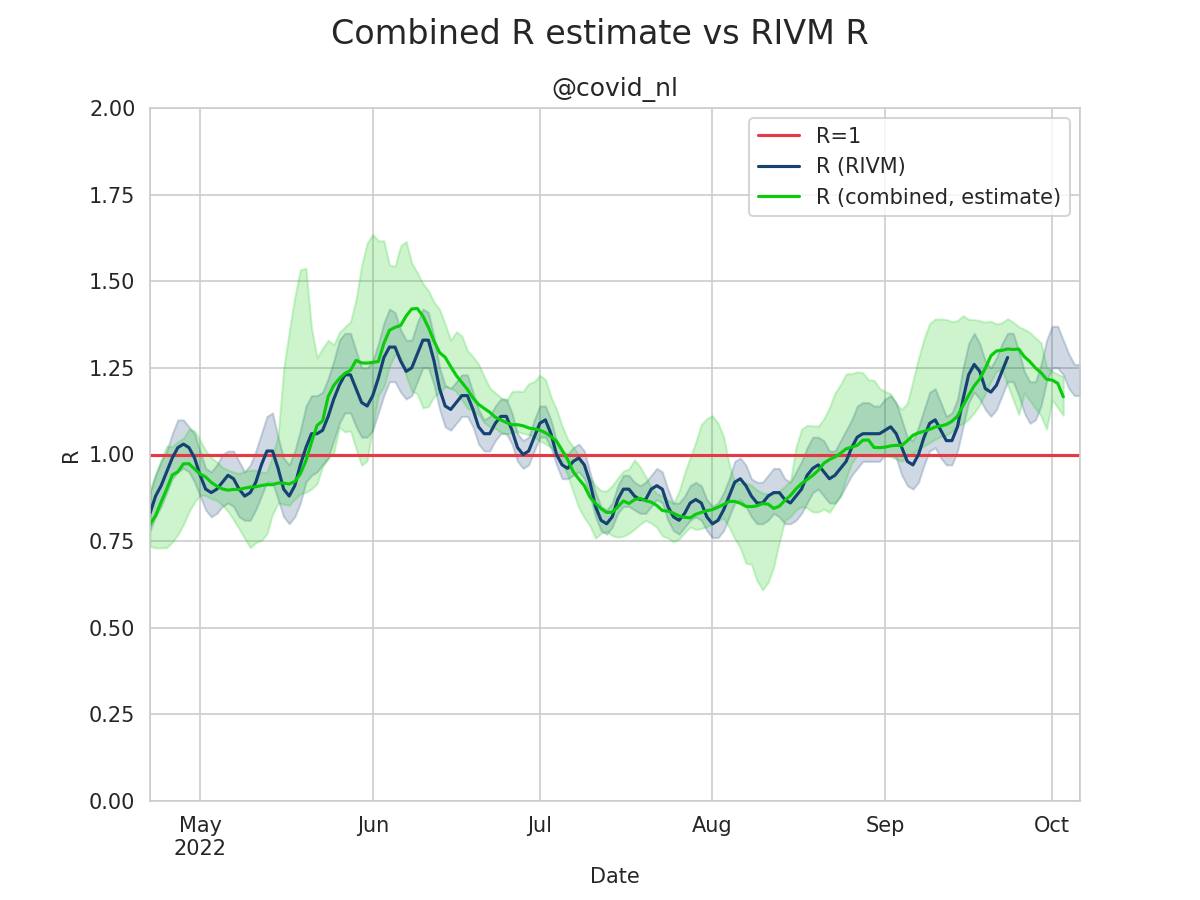 Combined R estimate vs RIVM R
@covid_nl
R=1
R (RIVM)
R (combined, estimate)
2.00
1.75
1.50
1.25
1.00
0.75
0.50
0.25
0.00
R
May Jun Jul Aug Sep Oct
2022
Date